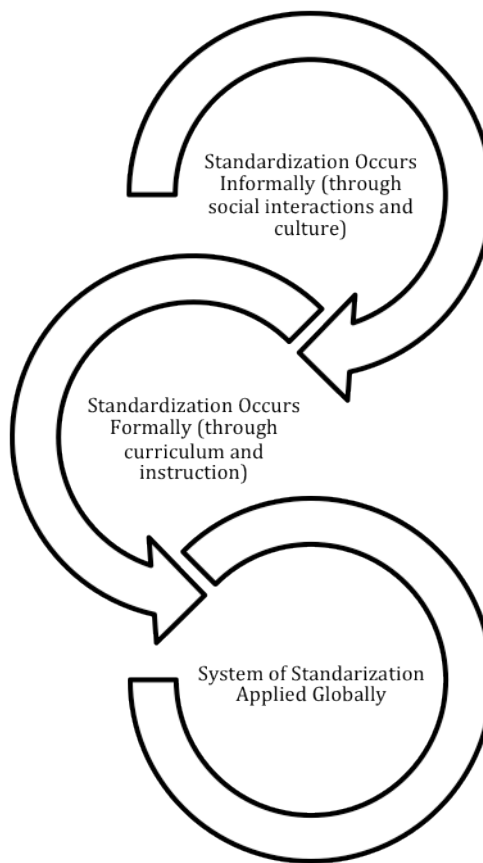 Standardization Occurs
Informally (through
social interactions and
culture)
Standardization Occurs
Formally (through
curriculum and
instruction)
System of Standarization
Applied Globally